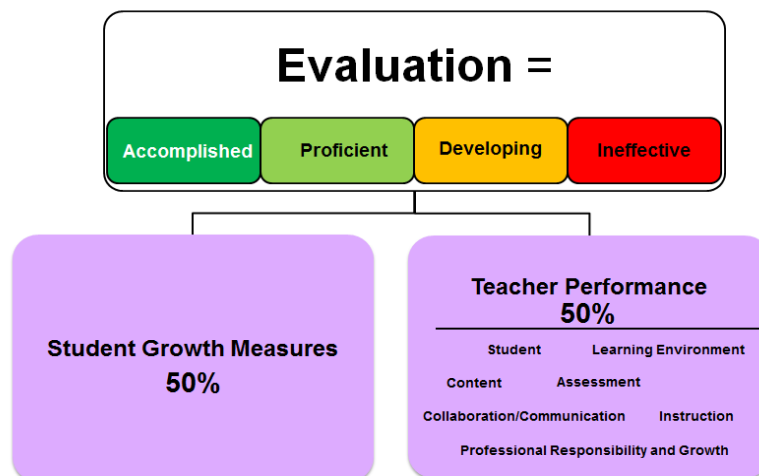 Evaluation =
Accomplished Proficient Developing Ineffective
Student Growth Measures
50%
Teacher Performance
50%
Student Learning Environment
Content Assessment
Collaboration/Communication Instruction
Professional Responsibility and Growth